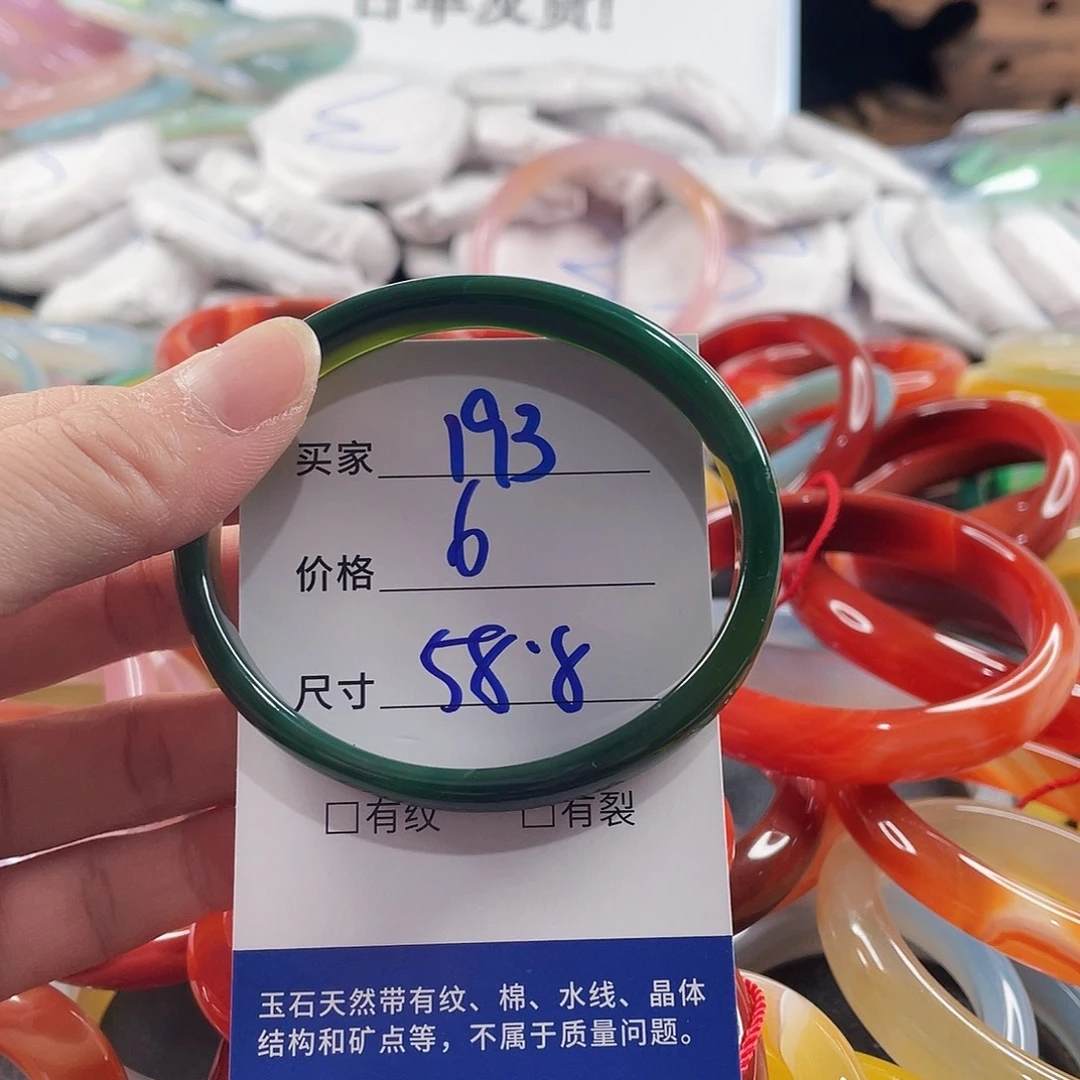 买家 193
价格 6
尺寸 58.8
□有纹 □有裂
玉石天然带有纹、棉、水线、晶体
结构和矿点等，不属于质量问题。